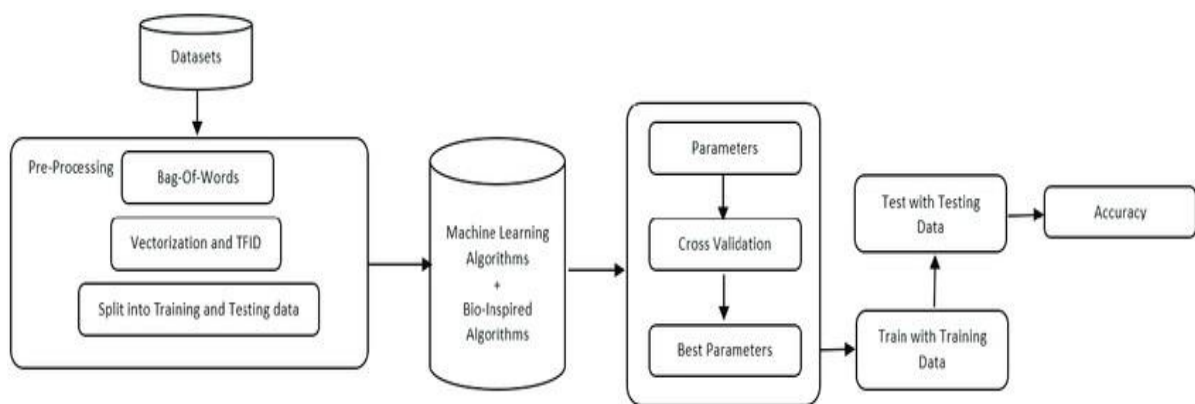 Datasets
Pre-Processing
Bag-Of-Words
Vectorization and TFID
Split into Training and Testing data
Machine Learning
Algorithms
+
Bio-Inspired
Algorithms
Parameters
Cross Validation
Best Parameters
Train with Training
Data
Test with Testing
Data
Accuracy